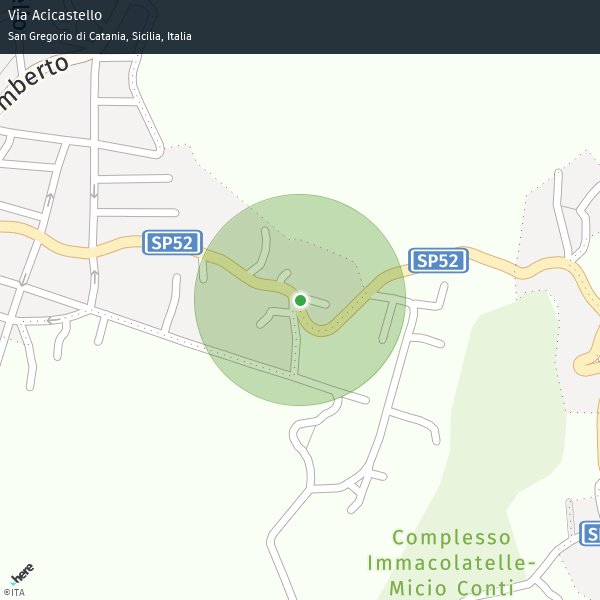 Via Acicastello
San Gregorio di Catania, Sicilia, Italia
mberto
SP52
SP52
Complesso
Immacolatelle-
Micio Conti
S
here
©ITA